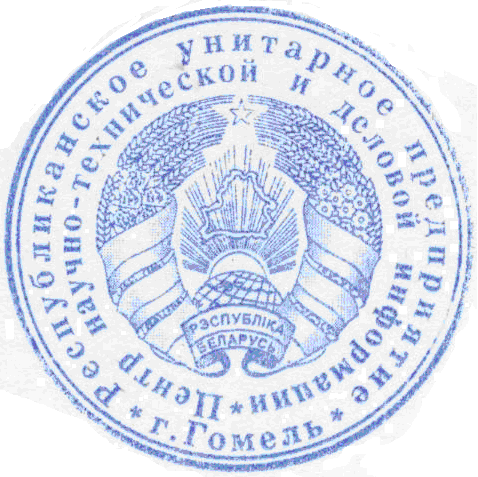 Республиканское унитарное предприятие
* г.Гомель *
Центр научно-технической и деловой информации *
РЭСПУБЛІКА
БЕЛАРУСЬ